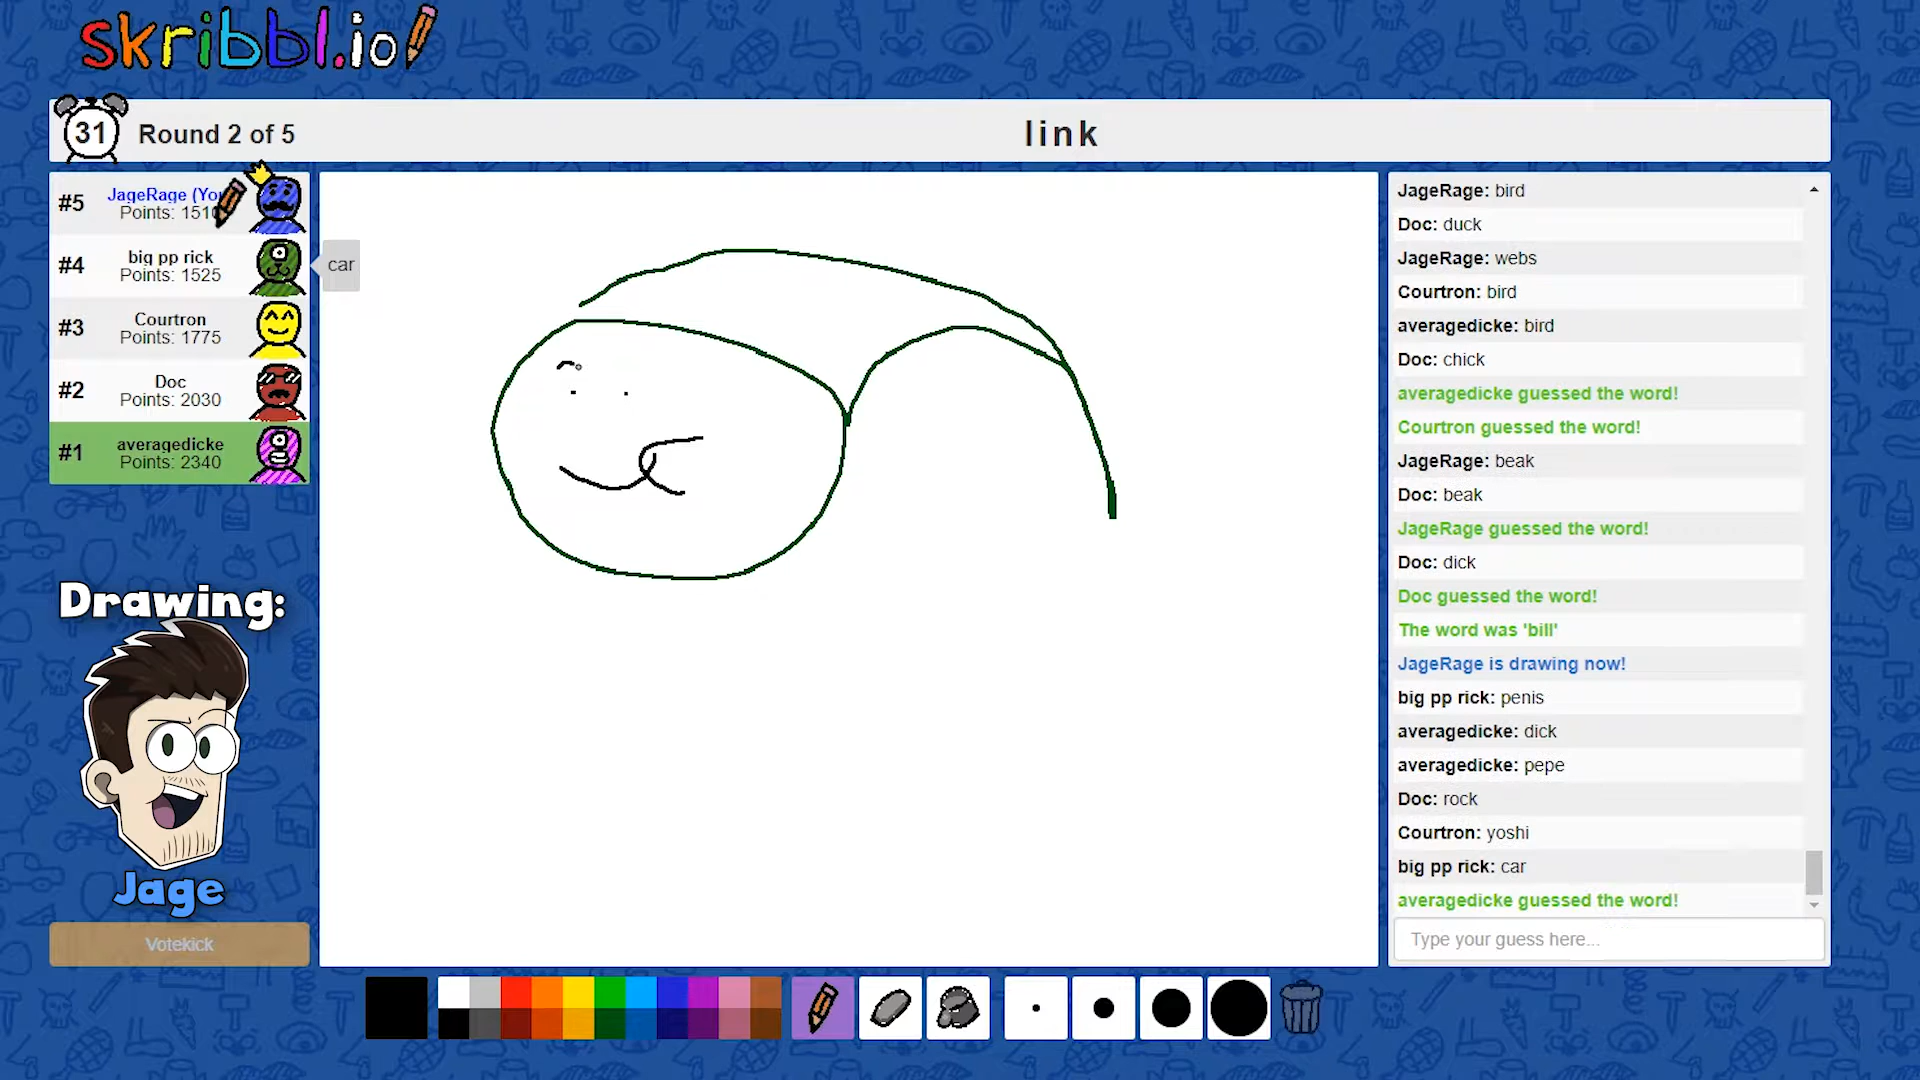 skribbl.io
31
Round 2 of 5
link
#5
JageRage (You
Points: 1510
#4
big pp rick
Points: 1525
car
#3
Courtron
Points: 1775
#2
Doc
Points: 2030
#1
averagedicke
Points: 2340
Drawing:
Jage
Votekick
JageRage: bird
Doc: duck
JageRage: webs
Courtron: bird
averagedicke: bird
Doc: chick
averagedicke guessed the word!
Courtron guessed the word!
JageRage: beak
Doc: beak
JageRage guessed the word!
Doc: dick
Doc guessed the word!
The word was 'bill'
JageRage is drawing now!
big pp rick: penis
averagedicke: dick
averagedicke: pepe
Doc: rock
Courtron: yoshi
big pp rick: car
averagedicke guessed the word!
Type your guess here...